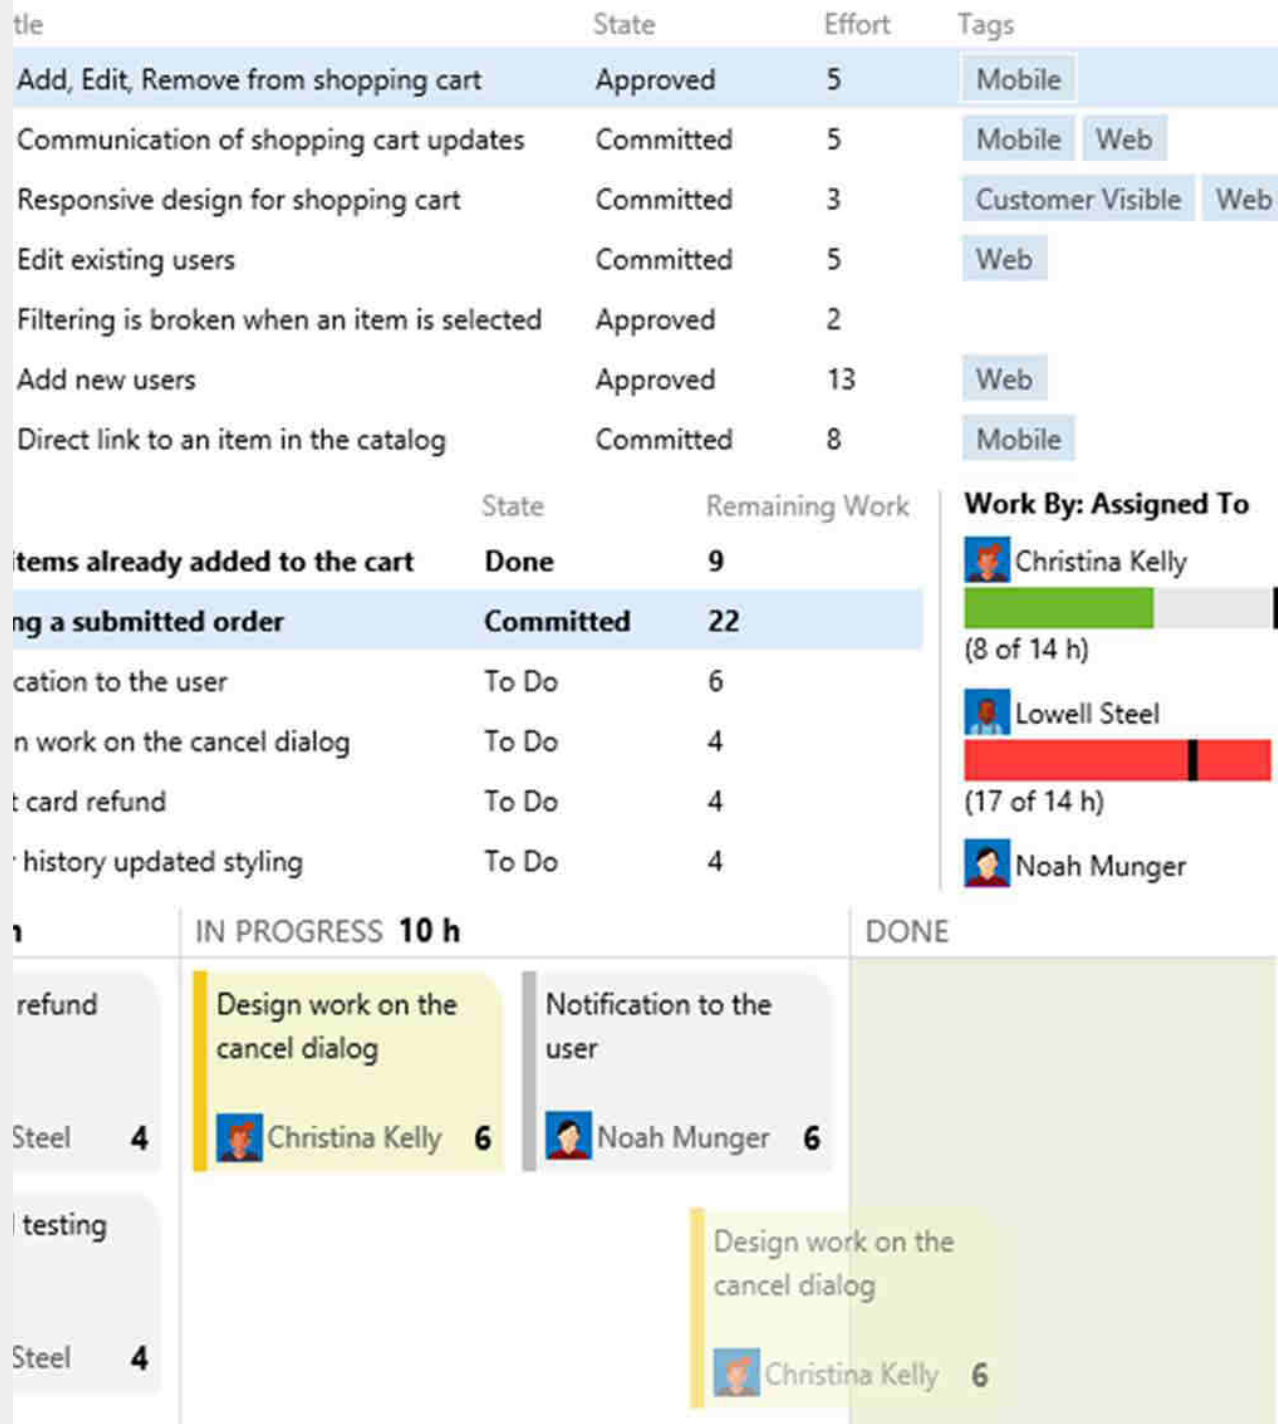 tle State Effort Tags
Add, Edit, Remove from shopping cart Approved 5 Mobile
Communication of shopping cart updates Committed 5 Mobile Web
Responsive design for shopping cart Committed 3 Customer Visible Web
Edit existing users Committed 5 Web
Filtering is broken when an item is selected Approved 2
Add new users Approved 13 Web
Direct link to an item in the catalog Committed 8 Mobile
State Remaining Work
items already added to the cart Done 9
ng a submitted order Committed 22
cation to the user To Do 6
n work on the cancel dialog To Do 4
t card refund To Do 4
history updated styling To Do 4
Work By: Assigned To
Christina Kelly
(8 of 14 h)
Lowell Steel
(17 of 14 h)
Noah Munger
IN PROGRESS 10 h
DONE
refund
Steel 4
testing
Steel 4
Design work on the
cancel dialog
Christina Kelly 6
Notification to the
user
Noah Munger 6
Design work on the
cancel dialog
Christina Kelly 6